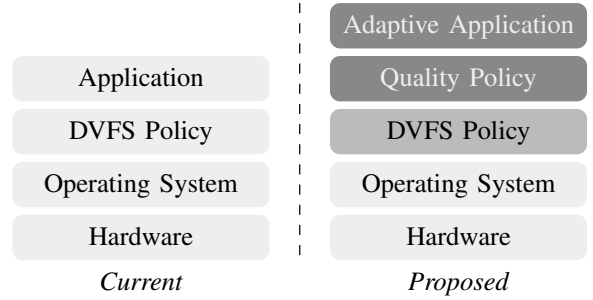 Application
DVFS Policy
Operating System
Hardware
Current
Adaptive Application
Quality Policy
DVFS Policy
Operating System
Hardware
Proposed